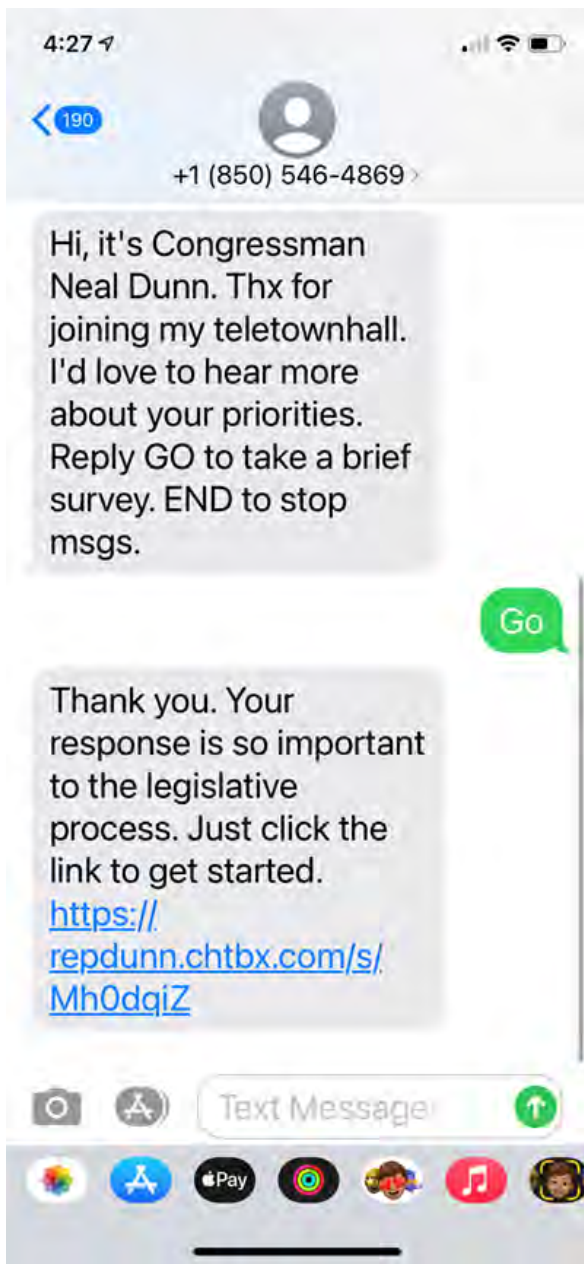 4:27
190
+1 (850) 546-4869
Hi, it's Congressman
Neal Dunn. Thx for
joining my teletownhall.
I'd love to hear more
about your priorities.
Reply GO to take a brief
survey. END to stop
msgs.
Go
Thank you. Your
response is so important
to the legislative
process. Just click the
link to get started.
https://
repdunn.chtbx.com/s/
Mh0dqiZ
Text Message
Pay